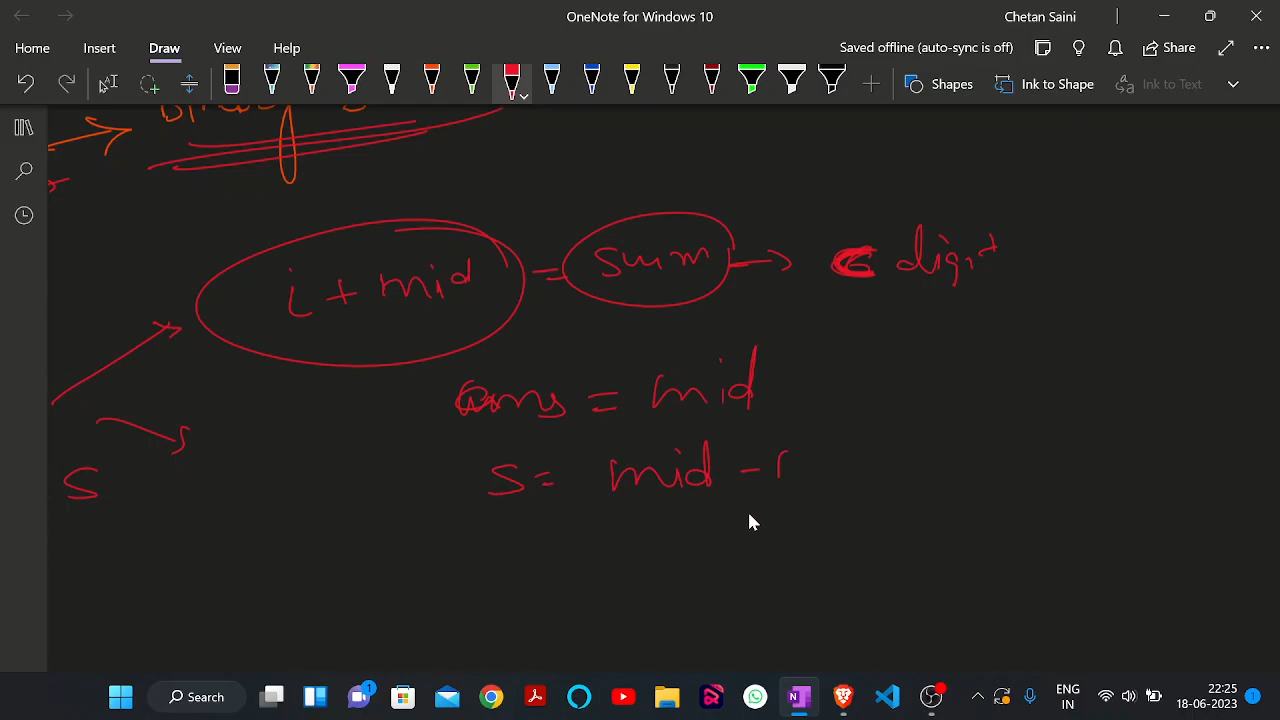 OneNote for Windows 10
Chetan Saini
Home Insert Draw View Help
Saved offline (auto-sync is off)
Share
Shapes
Ink to Shape
Ink to Text
i + mid = sum → digit
ans = mid
s = mid -
s
Search
1
ENG
IN
22:25
18-06-2023
1